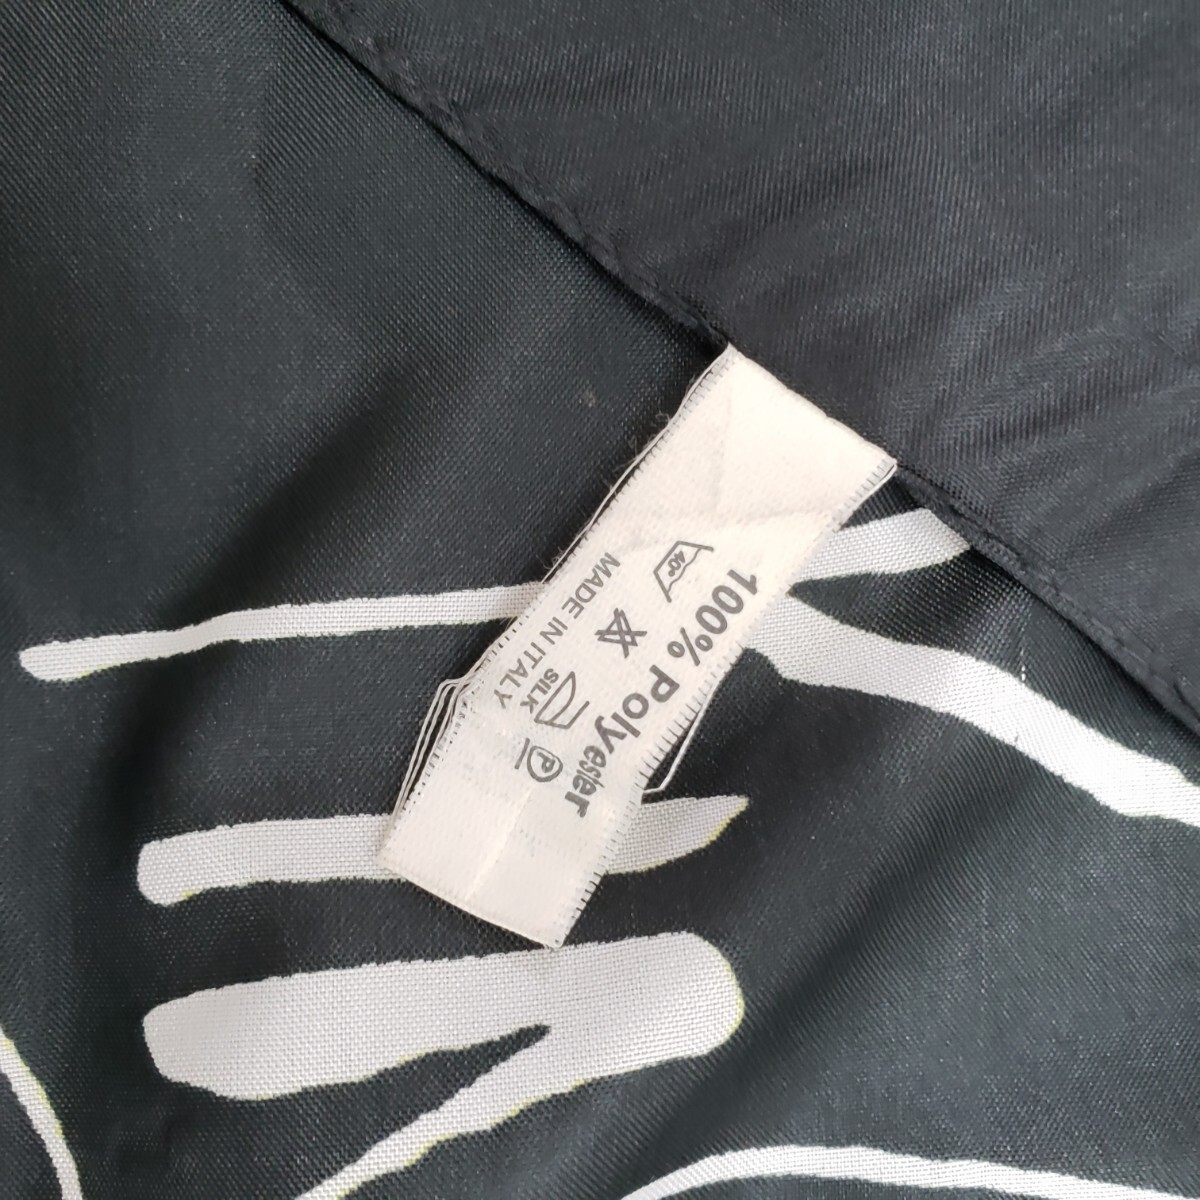 100% Polyester
40°
SILK
P
MADE IN ITALY